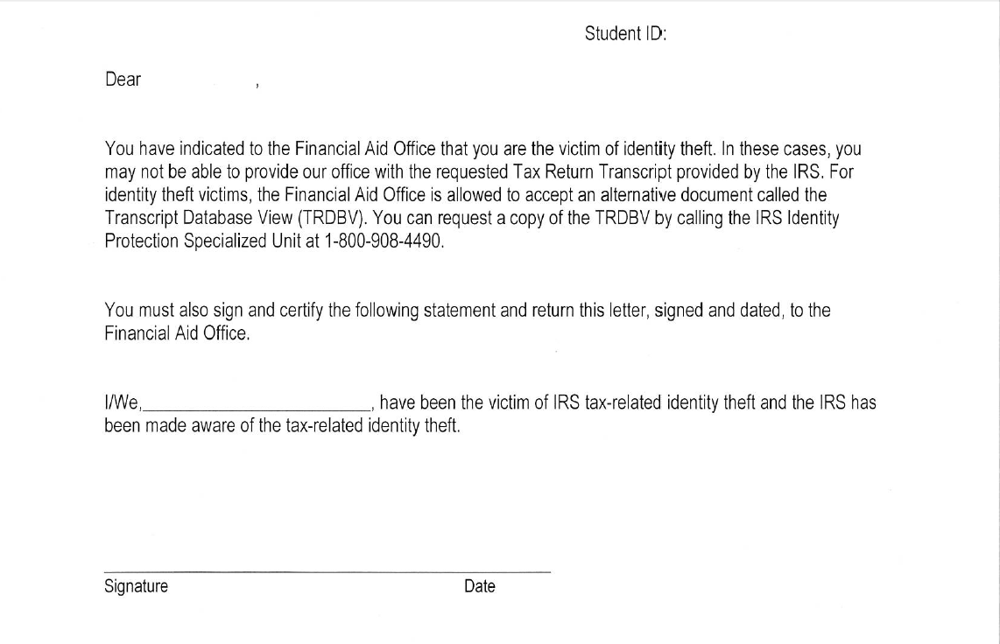 Student ID:
Dear ,
You have indicated to the Financial Aid Office that you are the victim of identity theft. In these cases, you
may not be able to provide our office with the requested Tax Return Transcript provided by the IRS. For
identity theft victims, the Financial Aid Office is allowed to accept an alternative document called the
Transcript Database View (TRDBV). You can request a copy of the TRDBV by calling the IRS Identity
Protection Specialized Unit at 1-800-908-4490.
You must also sign and certify the following statement and return this letter, signed and dated, to the
Financial Aid Office.
I/We,__________________________, have been the victim of IRS tax-related identity theft and the IRS has
been made aware of the tax-related identity theft.
Signature Date